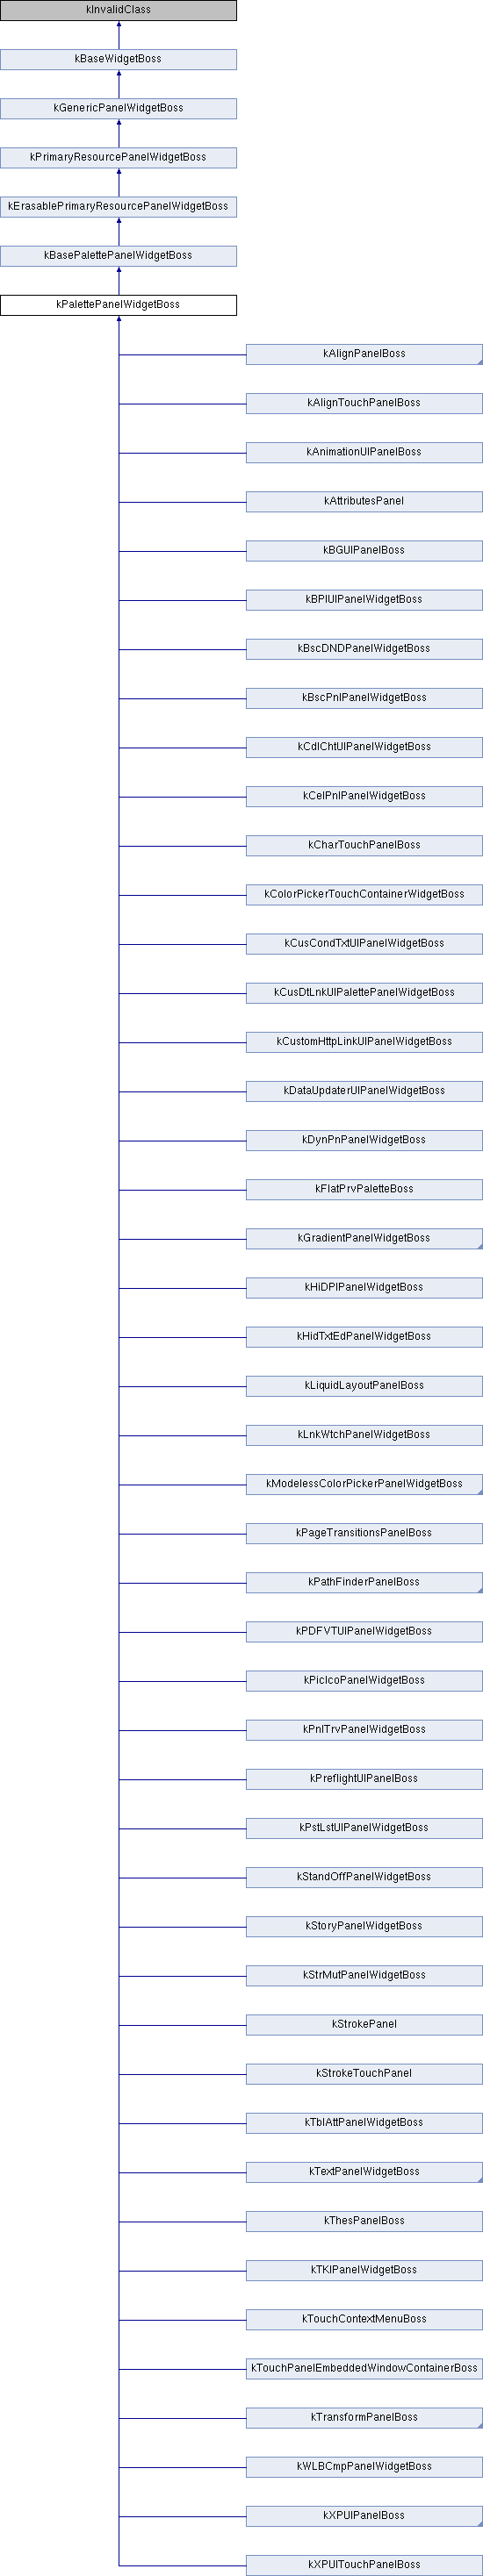 kInvalidClass
kBaseWidgetBoss
kGenericPanelWidgetBoss
kPrimaryResourcePanelWidgetBoss
kErasablePrimaryResourcePanelWidgetBoss
kBasePalettePanelWidgetBoss
kPalettePanelWidgetBoss
kAlignPanelBoss
kAlignTouchPanelBoss
kAnimationUIPanelBoss
kAttributesPanel
kBGUIPanelBoss
kBPIUIPanelWidgetBoss
kBscDNDPanelWidgetBoss
kBscPnlPanelWidgetBoss
kCdlChtUIPanelWidgetBoss
kCelPnlPanelWidgetBoss
kCharTouchPanelBoss
kColorPickerTouchContainerWidgetBoss
kCusCondTxtUIPanelWidgetBoss
kCusDtLnkUIPalettePanelWidgetBoss
kCustomHttpLinkUIPanelWidgetBoss
kDataUpdaterUIPanelWidgetBoss
kDynPnPanelWidgetBoss
kFlatPrvPaletteBoss
kGradientPanelWidgetBoss
kHiDPIPanelWidgetBoss
kHidTxtEdPanelWidgetBoss
kLiquidLayoutPanelBoss
kLnkWtchPanelWidgetBoss
kModelessColorPickerPanelWidgetBoss
kPageTransitionsPanelBoss
kPathFinderPanelBoss
kPDFVTUIPanelWidgetBoss
kPicIcoPanelWidgetBoss
kPnlTrvPanelWidgetBoss
kPreflightUIPanelBoss
kPstLstUIPanelWidgetBoss
kStandOffPanelWidgetBoss
kStoryPanelWidgetBoss
kStrMutPanelWidgetBoss
kStrokePanel
kStrokeTouchPanel
kTblAttPanelWidgetBoss
kTextPanelWidgetBoss
kThesPanelBoss
kTKIPanelWidgetBoss
kTouchContextMenuBoss
kTouchPanelEmbeddedWindowContainerBoss
kTransformPanelBoss
kWLBCmpPanelWidgetBoss
kXPUIPanelBoss
kXPUITouchPanelBoss